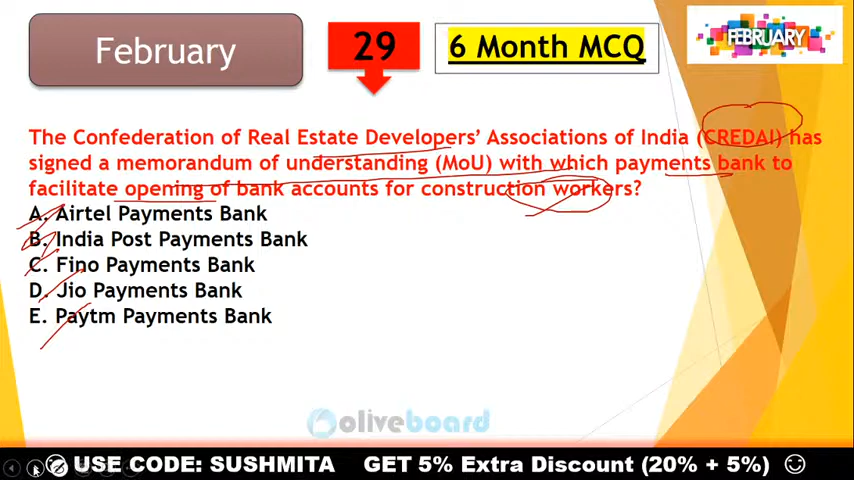 February
29
6 Month MCQ
FEBRUARY
The Confederation of Real Estate Developers’ Associations of India (CREDAI) has
signed a memorandum of understanding (MoU) with which payments bank to
facilitate opening of bank accounts for construction workers?
A. Airtel Payments Bank
B. India Post Payments Bank
C. Fino Payments Bank
D. Jio Payments Bank
E. Paytm Payments Bank
oliveboard
USE CODE: SUSHMITA GET 5% Extra Discount (20% + 5%)